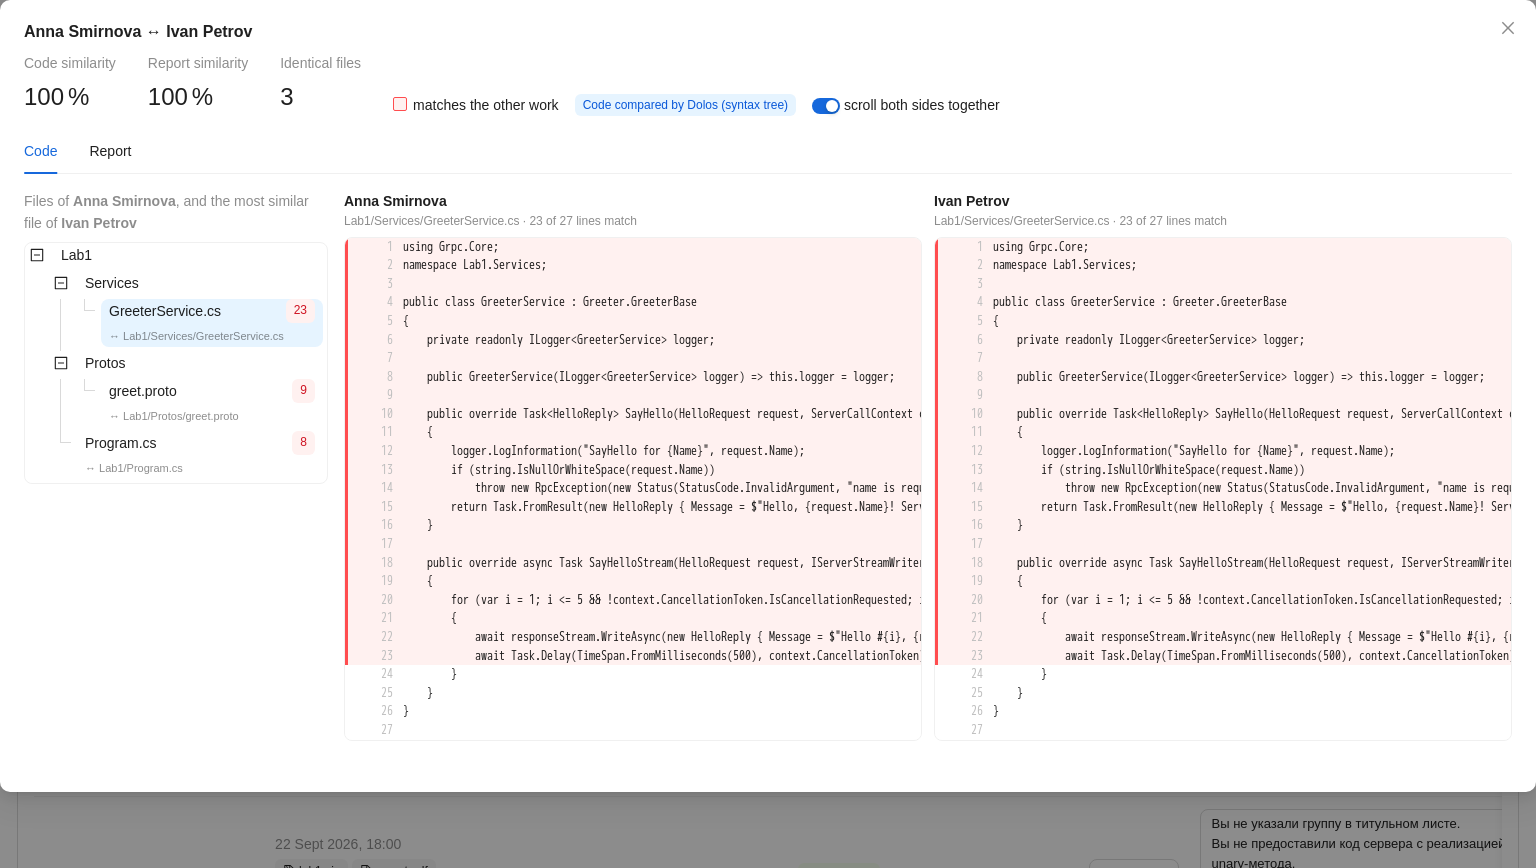 Anna Smirnova ↔ Ivan Petrov
Code similarity
Report similarity
Identical files
100 %
100 %
3
matches the other work
Code compared by Dolos (syntax tree)
scroll both sides together
Code
Report
Files of Anna Smirnova, and the most similar
file of Ivan Petrov
Lab1
Services
GreeterService.cs 23
↔ Lab1/Services/GreeterService.cs
Protos
greet.proto 9
↔ Lab1/Protos/greet.proto
Program.cs 8
↔ Lab1/Program.cs
Anna Smirnova
Lab1/Services/GreeterService.cs · 23 of 27 lines match
1 using Grpc.Core;
2 namespace Lab1.Services;
3
4 public class GreeterService : Greeter.GreeterBase
5 {
6 private readonly ILogger<GreeterService> logger;
7
8 public GreeterService(ILogger<GreeterService> logger) => this.logger = logger;
9
10 public override Task<HelloReply> SayHello(HelloRequest request, ServerCallContext
11 {
12 logger.LogInformation("SayHello for {Name}", request.Name);
13 if (string.IsNullOrWhiteSpace(request.Name))
14 throw new RpcException(new Status(StatusCode.InvalidArgument, "name is
15 return Task.FromResult(new HelloReply { Message = $"Hello, {request.Name}!
16 }
17
18 public override async Task SayHelloStream(HelloRequest request, IServerStreamWriter
19 {
20 for (var i = 1; i <= 5 && !context.CancellationToken.IsCancellationRequested;
21 {
22 await responseStream.WriteAsync(new HelloReply { Message = $"Hello #{i},
23 await Task.Delay(TimeSpan.FromMilliseconds(500), context.CancellationToken
24 }
25 }
26 }
27
Ivan Petrov
Lab1/Services/GreeterService.cs · 23 of 27 lines match
1 using Grpc.Core;
2 namespace Lab1.Services;
3
4 public class GreeterService : Greeter.GreeterBase
5 {
6 private readonly ILogger<GreeterService> logger;
7
8 public GreeterService(ILogger<GreeterService> logger) => this.logger = logger;
9
10 public override Task<HelloReply> SayHello(HelloRequest request, ServerCallContext
11 {
12 logger.LogInformation("SayHello for {Name}", request.Name);
13 if (string.IsNullOrWhiteSpace(request.Name))
14 throw new RpcException(new Status(StatusCode.InvalidArgument, "name is
15 return Task.FromResult(new HelloReply { Message = $"Hello, {request.Name}!
16 }
17
18 public override async Task SayHelloStream(HelloRequest request, IServerStreamWriter
19 {
20 for (var i = 1; i <= 5 && !context.CancellationToken.IsCancellationRequested;
21 {
22 await responseStream.WriteAsync(new HelloReply { Message = $"Hello #{i},
23 await Task.Delay(TimeSpan.FromMilliseconds(500), context.CancellationToken
24 }
25 }
26 }
27
22 Sept 2026, 18:00
Вы не указали группу в титульном листе.
Вы не предоставили код сервера с реализацией
unary-метода.